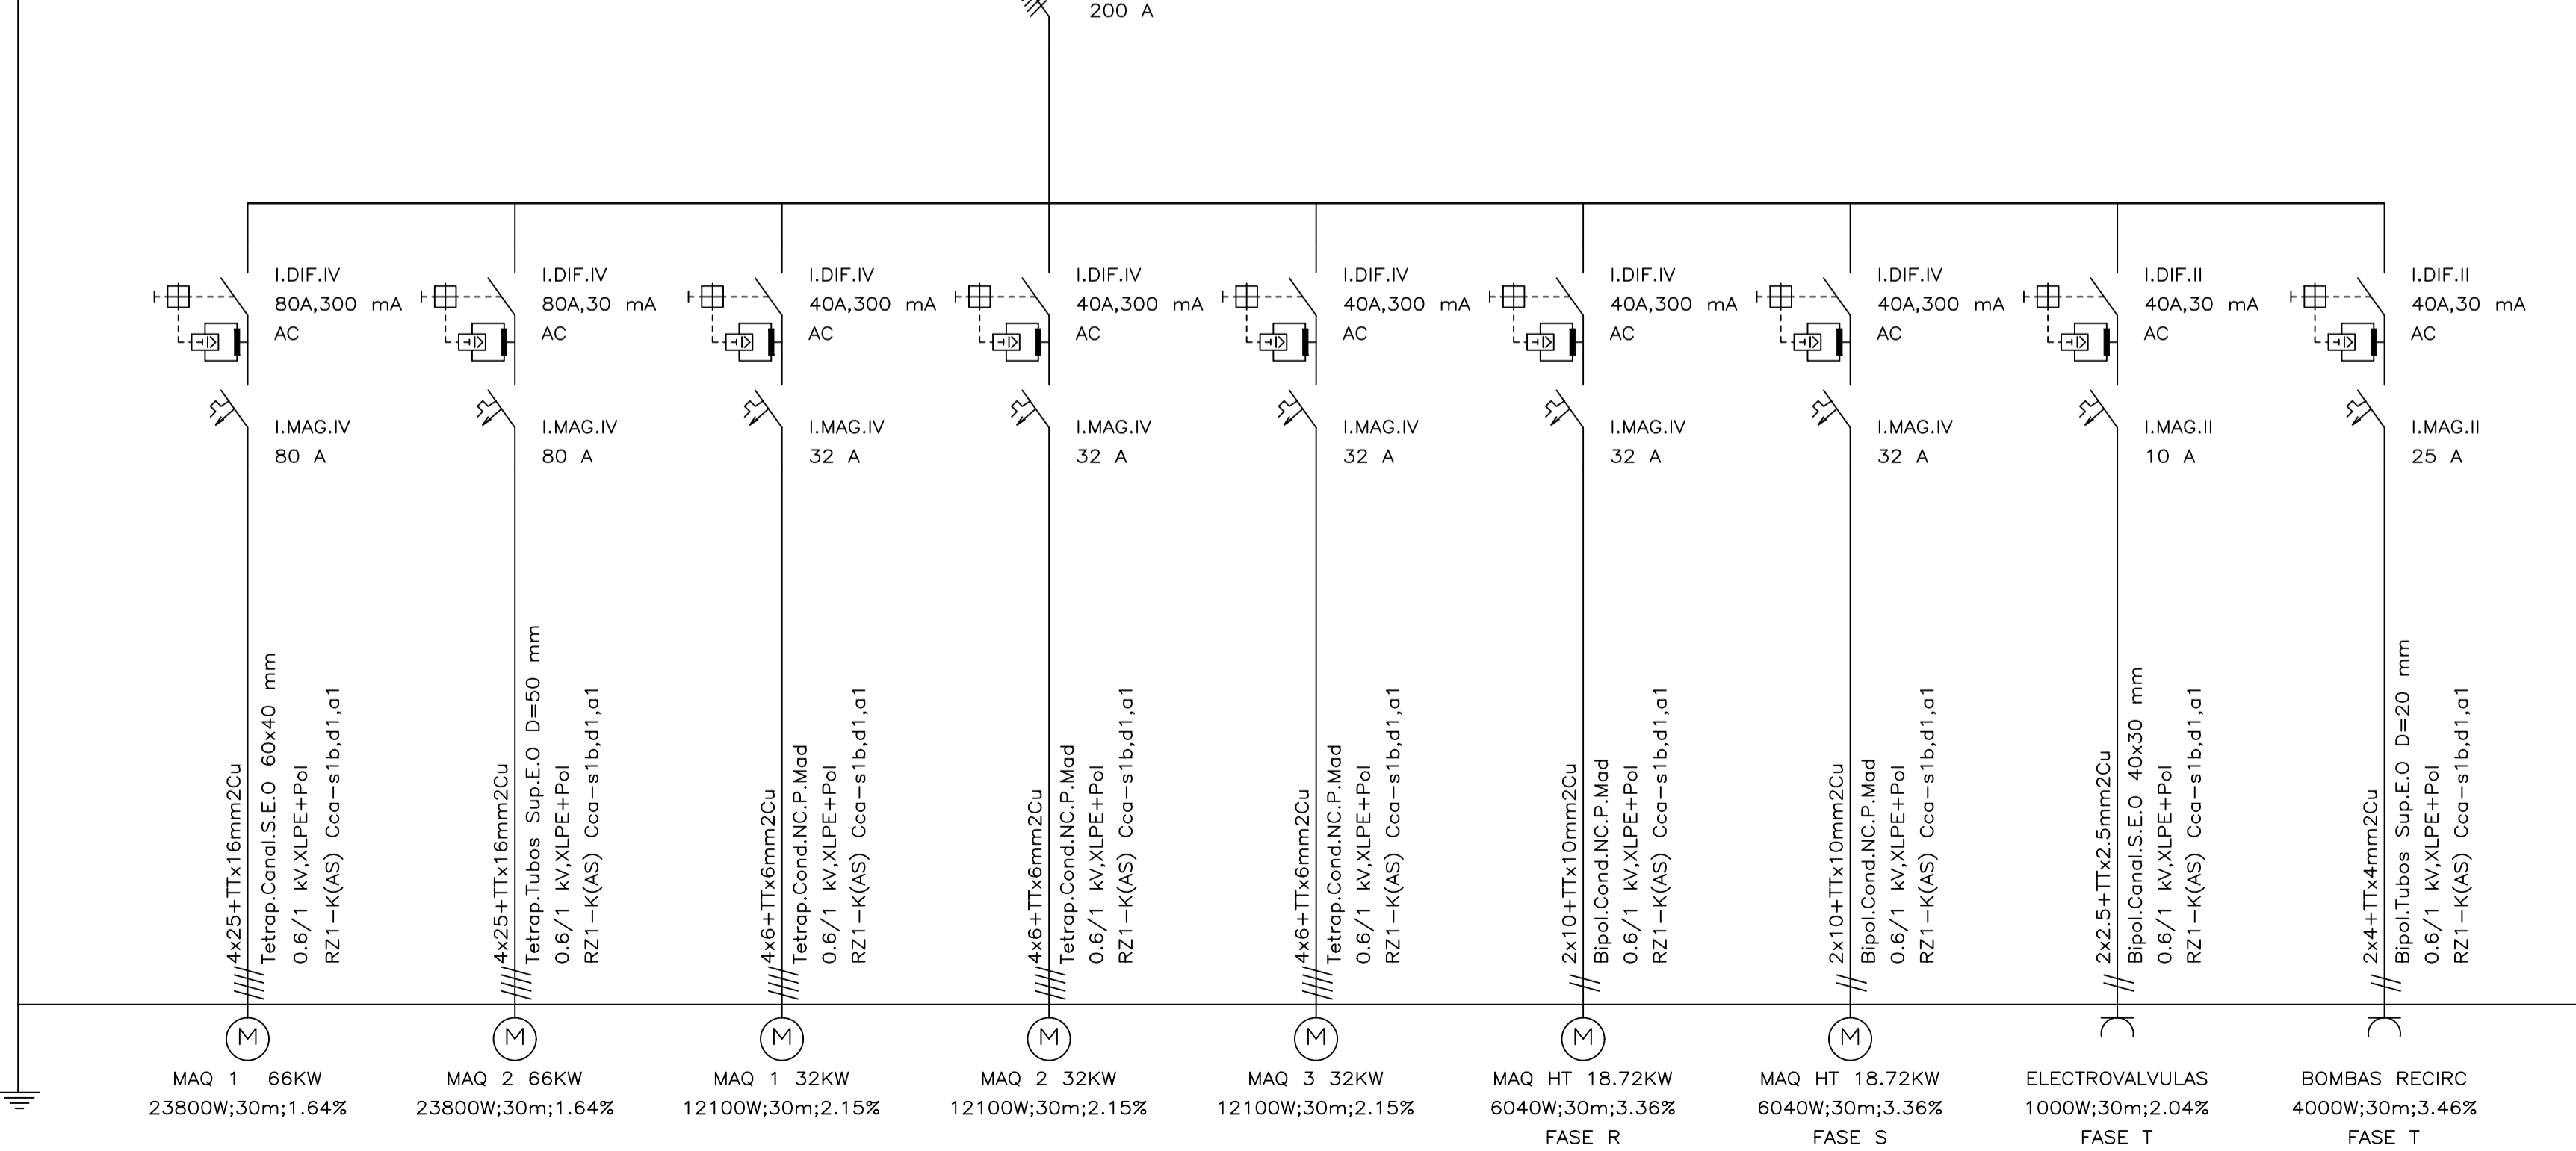 200 A
I.DIF.IV
80A,300 mA
AC
I.DIF.IV
80A,30 mA
AC
I.DIF.IV
40A,300 mA
AC
I.DIF.IV
40A,300 mA
AC
I.DIF.IV
40A,300 mA
AC
I.DIF.IV
40A,300 mA
AC
I.DIF.IV
40A,300 mA
AC
I.DIF.II
40A,30 mA
AC
I.DIF.II
40A,30 mA
AC
I.MAG.IV
80 A
I.MAG.IV
80 A
I.MAG.IV
32 A
I.MAG.IV
32 A
I.MAG.IV
32 A
I.MAG.IV
32 A
I.MAG.IV
32 A
I.MAG.II
10 A
I.MAG.II
25 A
4x25+TTx16mm2Cu
Tetrap.Canal.S.E.O 60x40 mm
0.6/1 kV,XLPE+Pol
RZ1-K(AS) Cca-s1b,d1,a1
4x25+TTx16mm2Cu
Tetrap.Tubos Sup.E.O D=50 mm
0.6/1 kV,XLPE+Pol
RZ1-K(AS) Cca-s1b,d1,a1
4x6+TTx6mm2Cu
Tetrap.Cond.NC.P.Mad
0.6/1 kV,XLPE+Pol
RZ1-K(AS) Cca-s1b,d1,a1
4x6+TTx6mm2Cu
Tetrap.Cond.NC.P.Mad
0.6/1 kV,XLPE+Pol
RZ1-K(AS) Cca-s1b,d1,a1
4x6+TTx6mm2Cu
Tetrap.Cond.NC.P.Mad
0.6/1 kV,XLPE+Pol
RZ1-K(AS) Cca-s1b,d1,a1
2x10+TTx10mm2Cu
Bipol.Cond.NC.P.Mad
0.6/1 kV,XLPE+Pol
RZ1-K(AS) Cca-s1b,d1,a1
2x10+TTx10mm2Cu
Bipol.Cond.NC.P.Mad
0.6/1 kV,XLPE+Pol
RZ1-K(AS) Cca-s1b,d1,a1
2x2.5+TTx2.5mm2Cu
Bipol.Canal.S.E.O 40x30 mm
0.6/1 kV,XLPE+Pol
RZ1-K(AS) Cca-s1b,d1,a1
2x4+TTx4mm2Cu
Bipol.Tubos Sup.E.O D=20 mm
0.6/1 kV,XLPE+Pol
RZ1-K(AS) Cca-s1b,d1,a1
M
MAQ 1 66KW
23800W;30m;1.64%
M
MAQ 2 66KW
23800W;30m;1.64%
M
MAQ 1 32KW
12100W;30m;2.15%
M
MAQ 2 32KW
12100W;30m;2.15%
M
MAQ 3 32KW
12100W;30m;2.15%
M
MAQ HT 18.72KW
6040W;30m;3.36%
FASE R
M
MAQ HT 18.72KW
6040W;30m;3.36%
FASE S
ELECTROVALVULAS
1000W;30m;2.04%
FASE T
BOMBAS RECIRC
4000W;30m;3.46%
FASE T